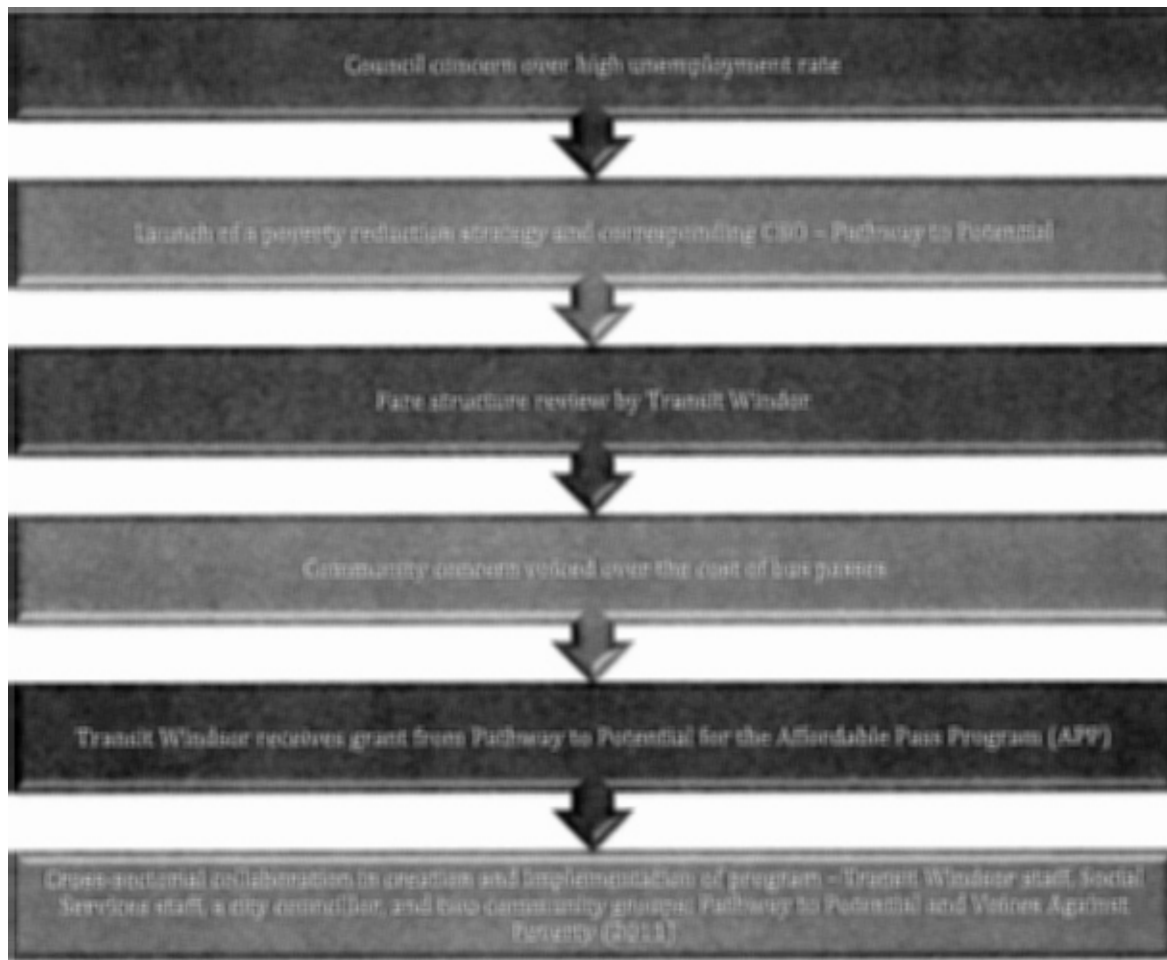 Council concern over high unemployment rate
Launch of a poverty reduction strategy and corresponding CBO – Pathway to Potential
Fare structure review by Transit Windor
Community concern voiced over the cost of bus passes
Transit Windsor receives grant from Pathway to Potential for the Affordable Pass Program (APP)
Cross-sectorial collaboration in creation and implementation of program – Transit Windsor staff, Social
Services staff, a city councillor, and two community groups: Pathway to Potential and Voices Against
Poverty (2011)